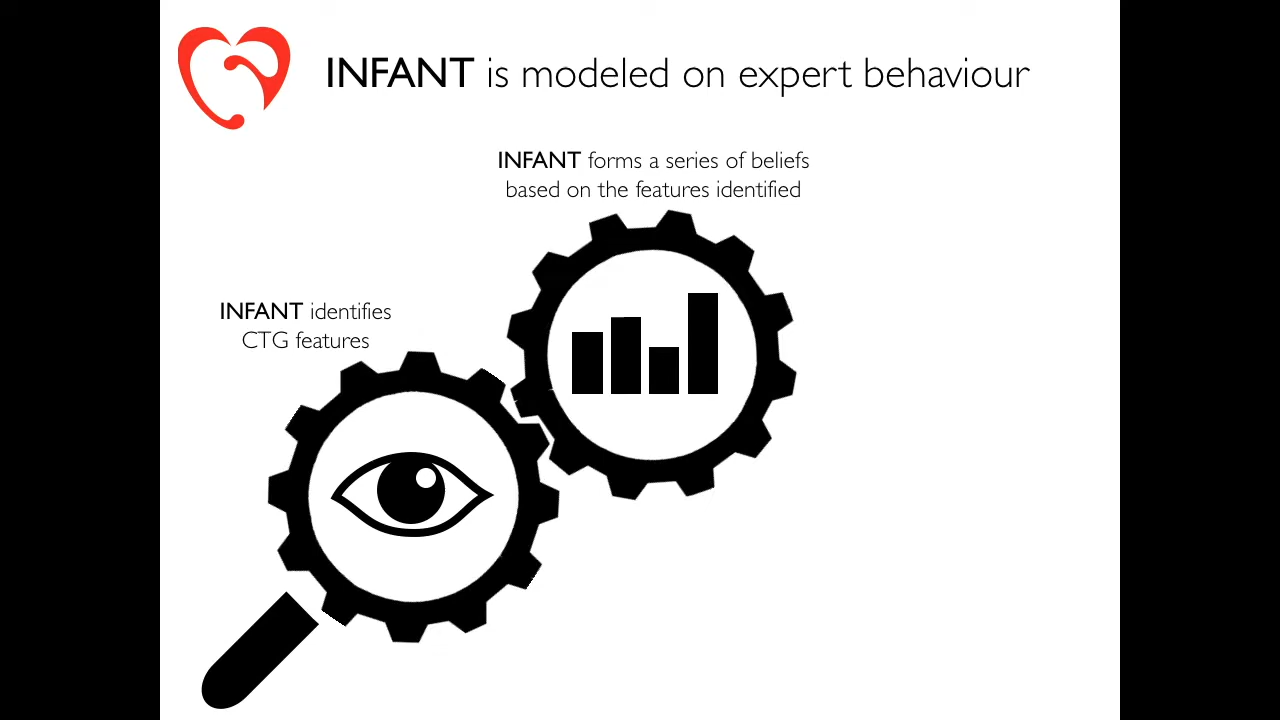 INFANT is modeled on expert behaviour
INFANT forms a series of beliefs
based on the features identified
INFANT identifies
CTG features